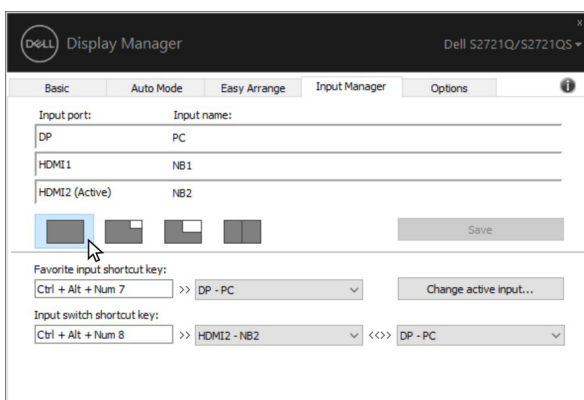 x
DELL Display Manager Dell S2721Q/S2721QS
Basic Auto Mode Easy Arrange Input Manager Options i
Input port: Input name:
DP PC
HDMI1 NB1
HDMI2 (Active) NB2
Save
Favorite input shortcut key:
Ctrl + Alt + Num 7 >> DP - PC Change active input...
Input switch shortcut key:
Ctrl + Alt + Num 8 >> HDMI2 - NB2 <<>> DP - PC